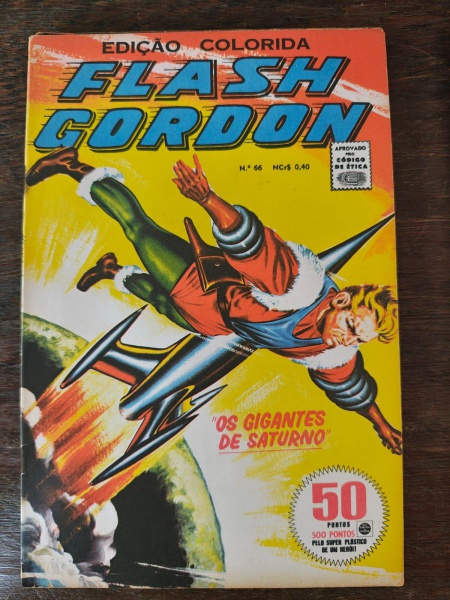 EDIÇÃO COLORIDA
FLASH
GORDON
N.º 66 NCr$ 0,40
APROVADO
PELO
CÓDIGO
DE ÉTICA
"OS GIGANTES
DE SATURNO"
50
PONTOS
500 PONTOS
PELO SUPER PLÁSTICO
DE UM HERÓI!